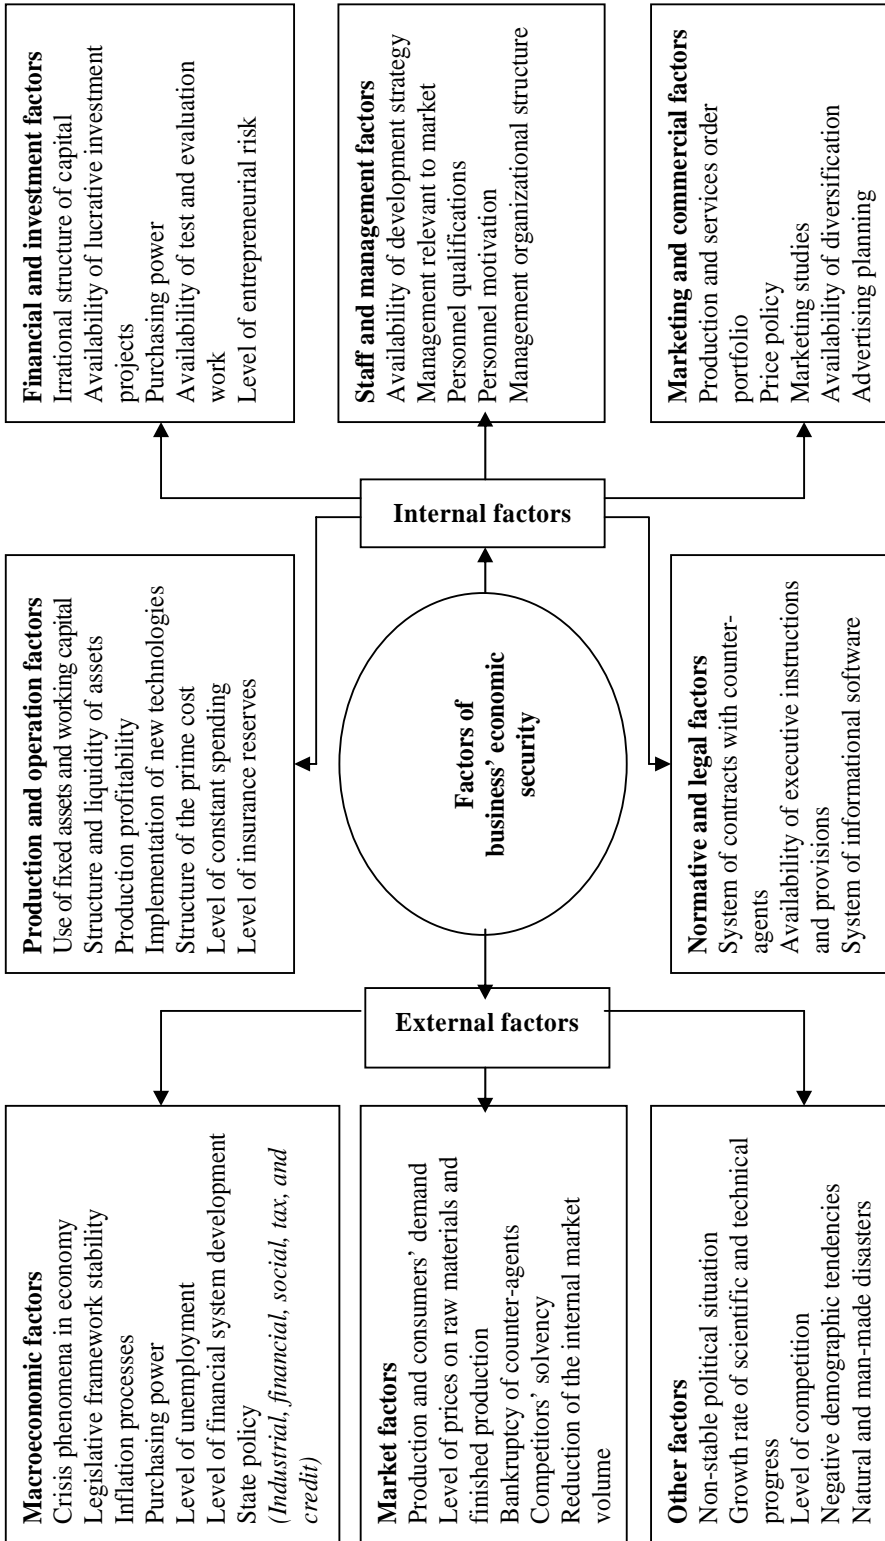 Macroeconomic factors
Crisis phenomena in economy
Legislative framework stability
Inflation processes
Purchasing power
Level of unemployment
Level of financial system development
State policy
(Industrial, financial, social, tax, and
credit)
Market factors
Production and consumers’ demand
Level of prices on raw materials and
finished production
Bankruptcy of counter-agents
Competitors’ solvency
Reduction of the internal market
volume
Other factors
Non-stable political situation
Growth rate of scientific and technical
progress
Level of competition
Negative demographic tendencies
Natural and man-made disasters
External factors
Factors of
business’ economic
security
Internal factors
Production and operation factors
Use of fixed assets and working capital
Structure and liquidity of assets
Production profitability
Implementation of new technologies
Structure of the prime cost
Level of constant spending
Level of insurance reserves
Normative and legal factors
System of contracts with counter-
agents
Availability of executive instructions
and provisions
System of informational software
Financial and investment factors
Irrational structure of capital
Availability of lucrative investment
projects
Purchasing power
Availability of test and evaluation
work
Level of entrepreneurial risk
Staff and management factors
Availability of development strategy
Management relevant to market
Personnel qualifications
Personnel motivation
Management organizational structure
Marketing and commercial factors
Production and services order
portfolio
Price policy
Marketing studies
Availability of diversification
Advertising planning